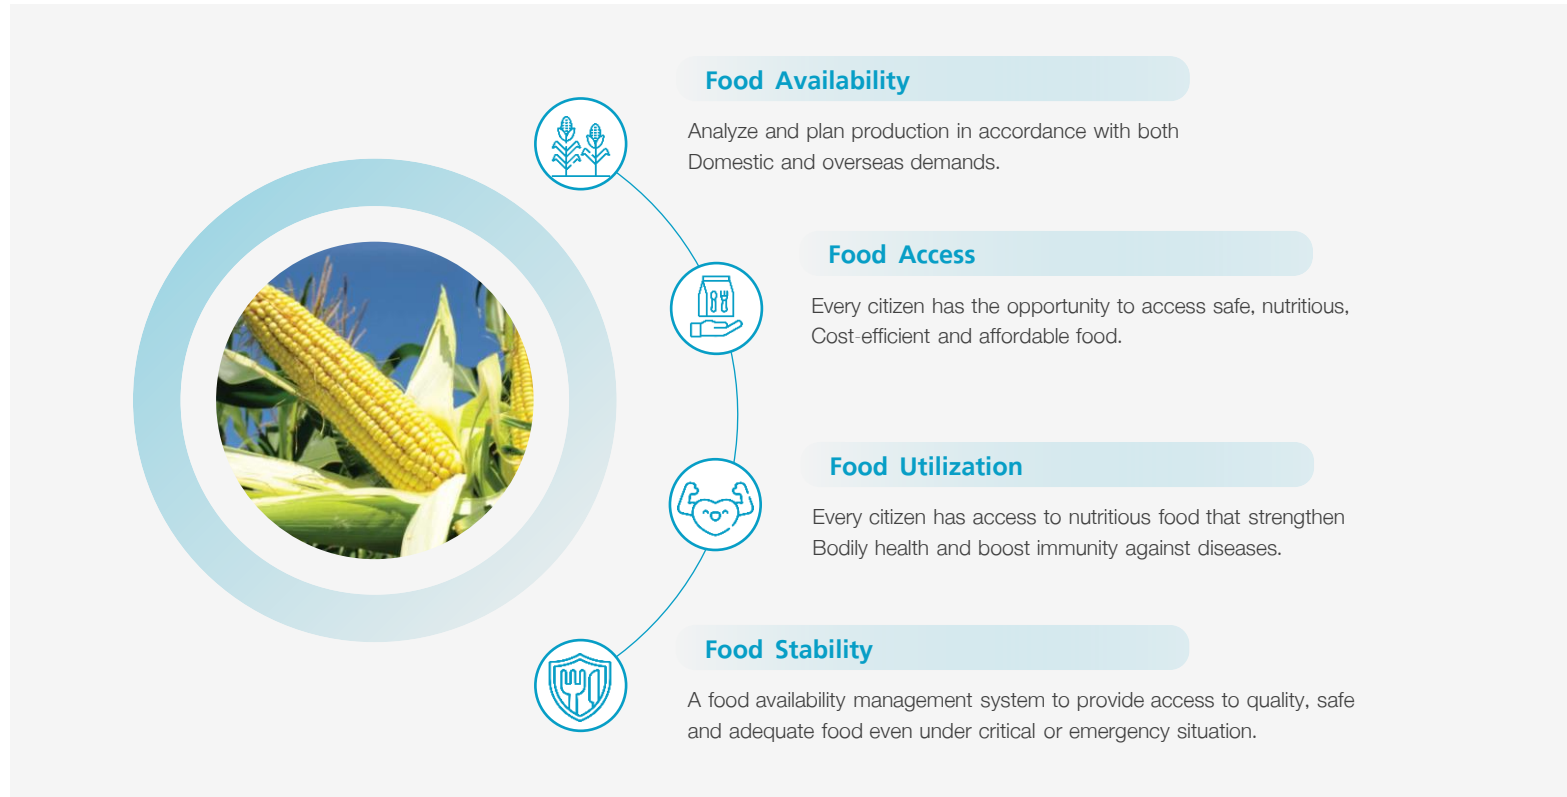 Food Availability
Analyze and plan production in accordance with both
Domestic and overseas demands.
Food Access
Every citizen has the opportunity to access safe, nutritious,
Cost-efficient and affordable food.
Food Utilization
Every citizen has access to nutritious food that strengthen
Bodily health and boost immunity against diseases.
Food Stability
A food availability management system to provide access to quality, safe
and adequate food even under critical or emergency situation.